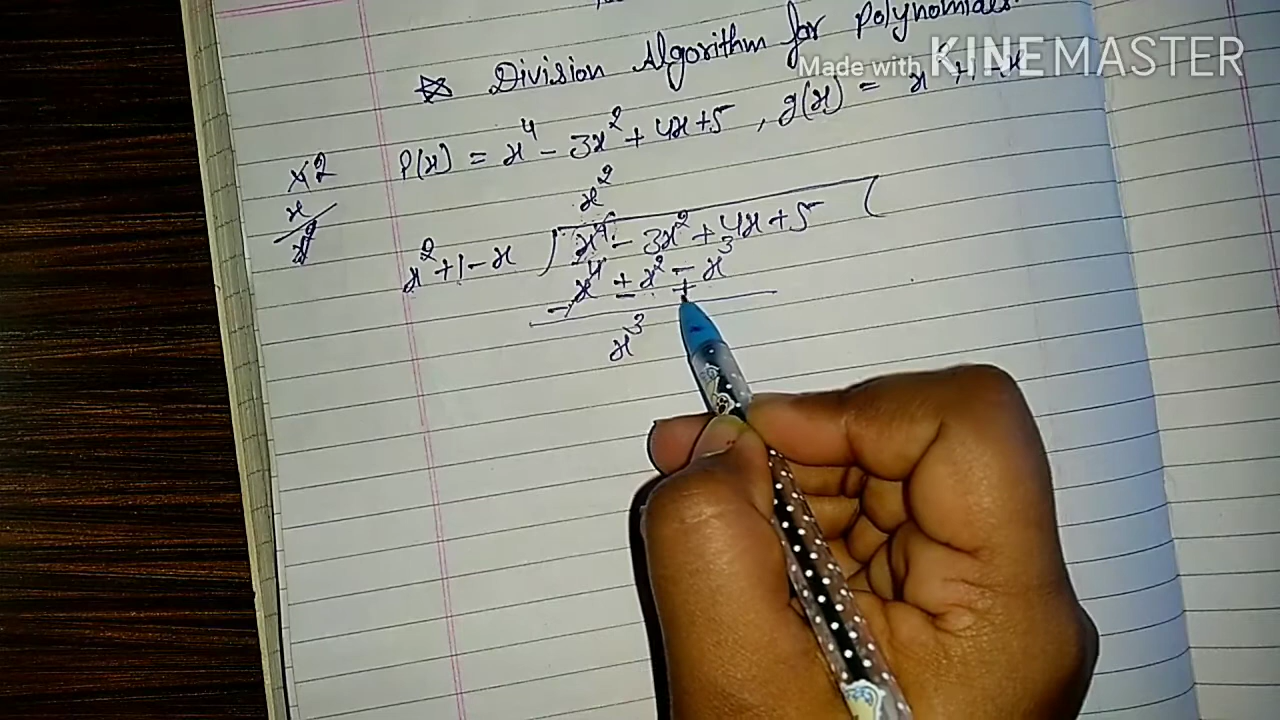 ☆ Division Algorithm for Polynomials
Made with KINEMASTER
P(x) = x⁴ - 3x² + 4x + 5 , g(x) = x² + 1 - x
x²
x² + 1 - x ) x⁴ - 3x² + 4x + 5 (
x⁴ + x² - x³
- - +
x³